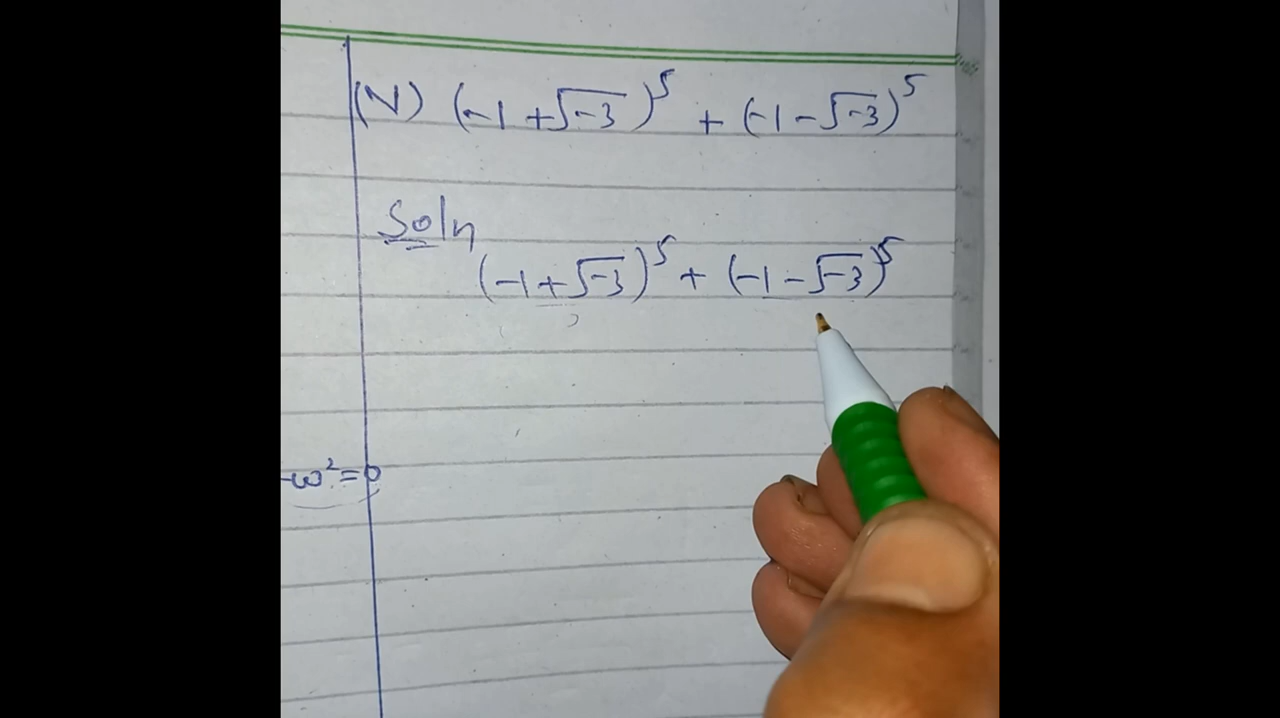 (V) (-1 + √-3)⁵ + (-1 - √-3)⁵
Soln
(-1 + √-3)⁵ + (-1 - √-3)⁵
-ω² = 0